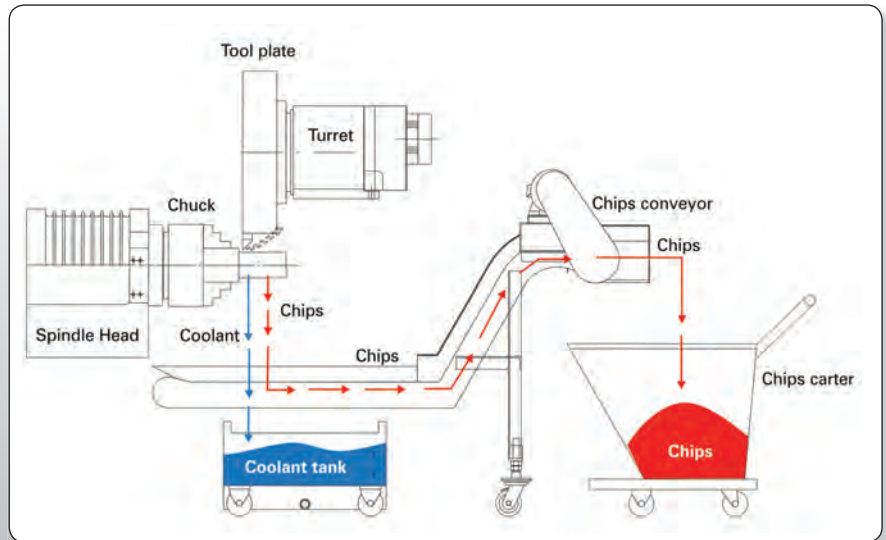 Tool plate
Turret
Chuck
Chips conveyor
Chips
Spindle Head
Coolant
Chips
Chips
Chips carter
Coolant tank
Chips